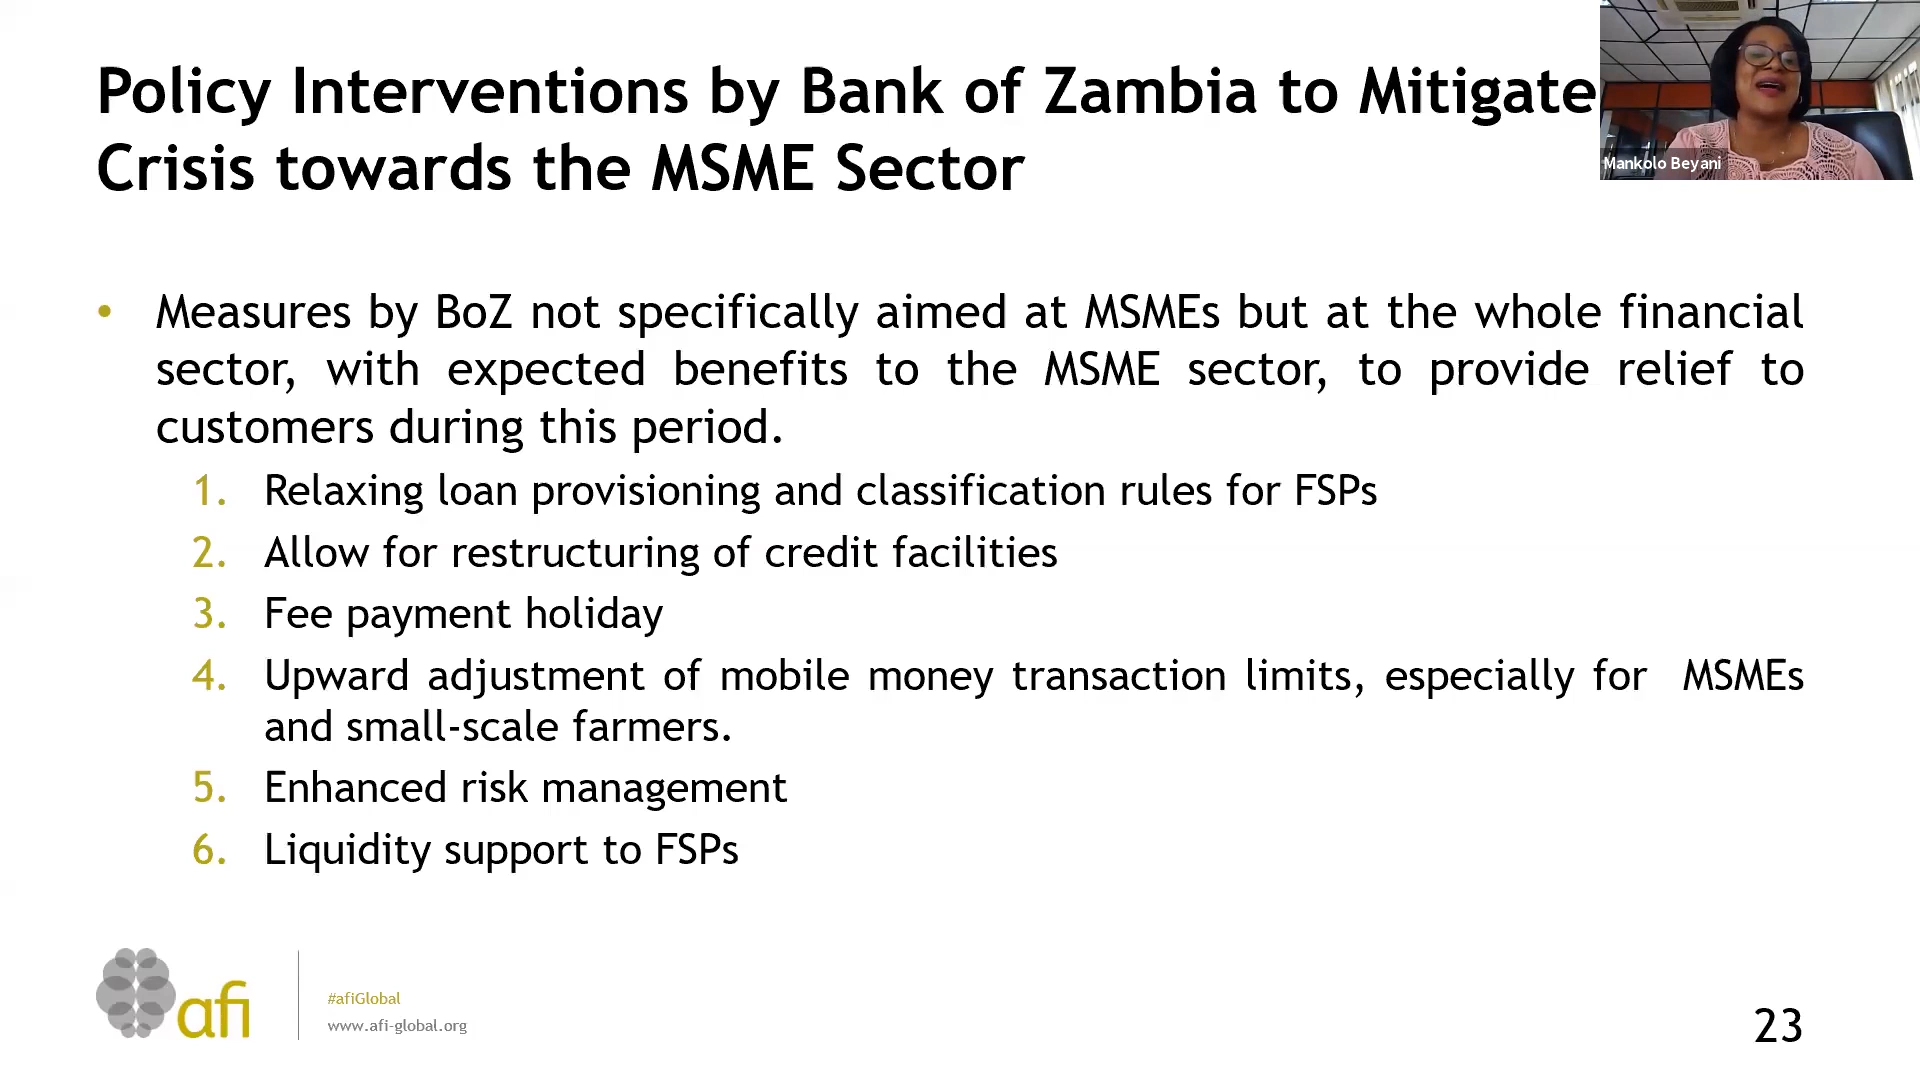 Policy Interventions by Bank of Zambia to Mitigate
Crisis towards the MSME Sector
Mankolo Beyani
• Measures by BoZ not specifically aimed at MSMEs but at the whole financial
sector, with expected benefits to the MSME sector, to provide relief to
customers during this period.
1. Relaxing loan provisioning and classification rules for FSPs
2. Allow for restructuring of credit facilities
3. Fee payment holiday
4. Upward adjustment of mobile money transaction limits, especially for MSMEs
and small-scale farmers.
5. Enhanced risk management
6. Liquidity support to FSPs
afi
#afiGlobal
www.afi-global.org
23